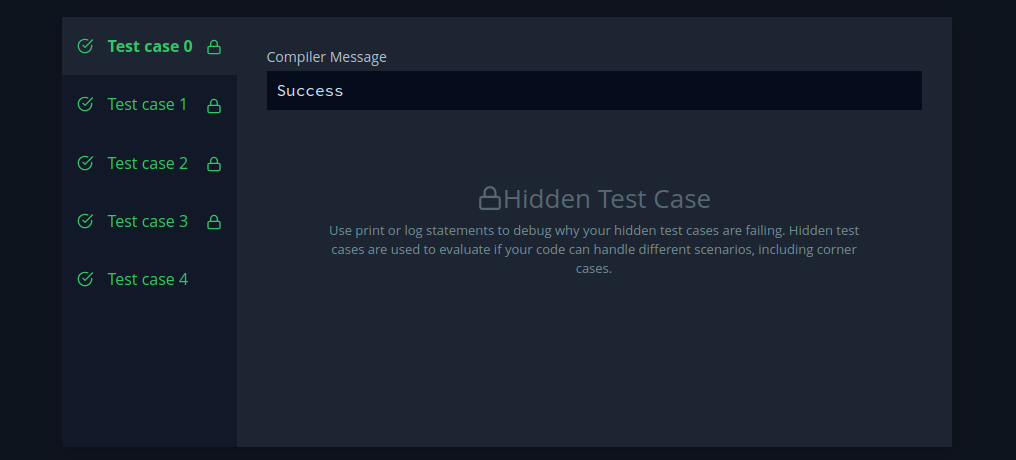 Test case 0
Test case 1
Test case 2
Test case 3
Test case 4
Compiler Message
Success
Hidden Test Case
Use print or log statements to debug why your hidden test cases are failing. Hidden test
cases are used to evaluate if your code can handle different scenarios, including corner
cases.